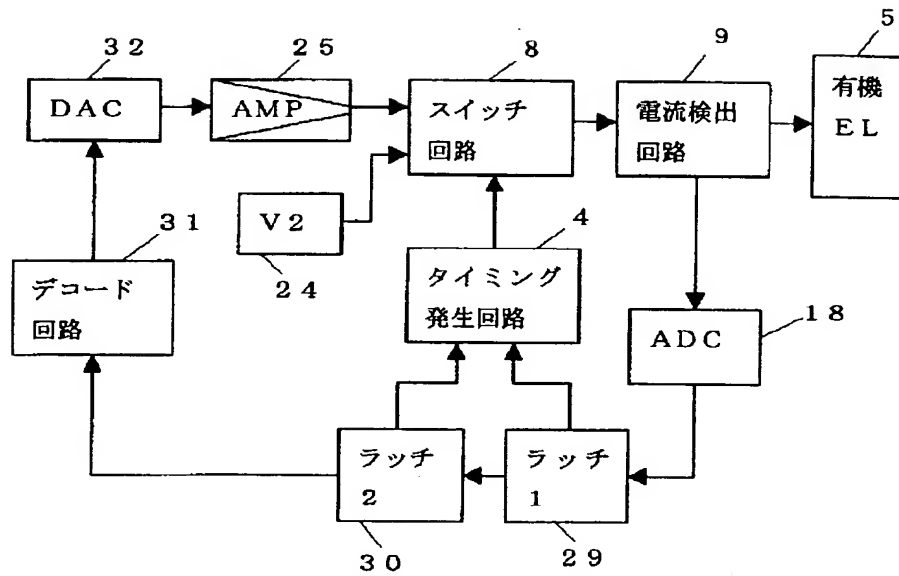 ３２
２５
８
９
５
DAC
AMP
スイッチ
回路
電流検出
回路
有機
EL
V2
２４
３１
４
デコード
回路
タイミング
発生回路
ADC
１８
ラッチ
2
ラッチ
1
３０
２９